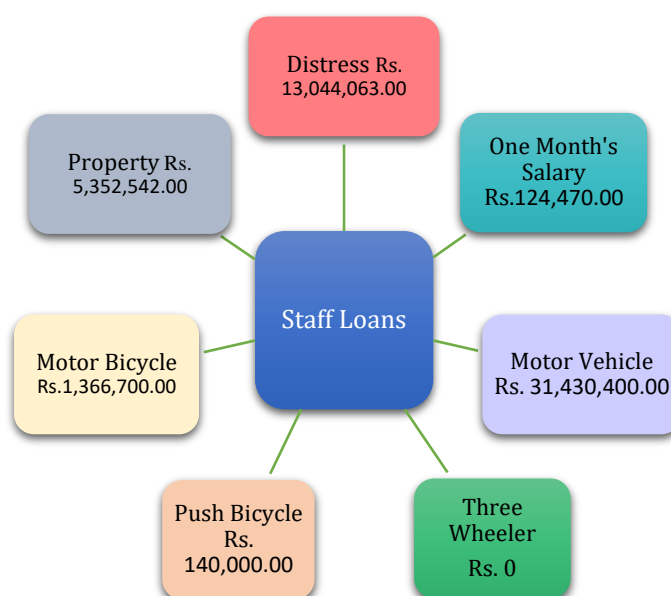 Distress Rs.
13,044,063.00
One Month's
Salary
Rs.124,470.00
Property Rs.
5,352,542.00
Staff Loans
Motor Bicycle
Rs.1,366,700.00
Motor Vehicle
Rs. 31,430,400.00
Push Bicycle
Rs.
140,000.00
Three
Wheeler
Rs. 0